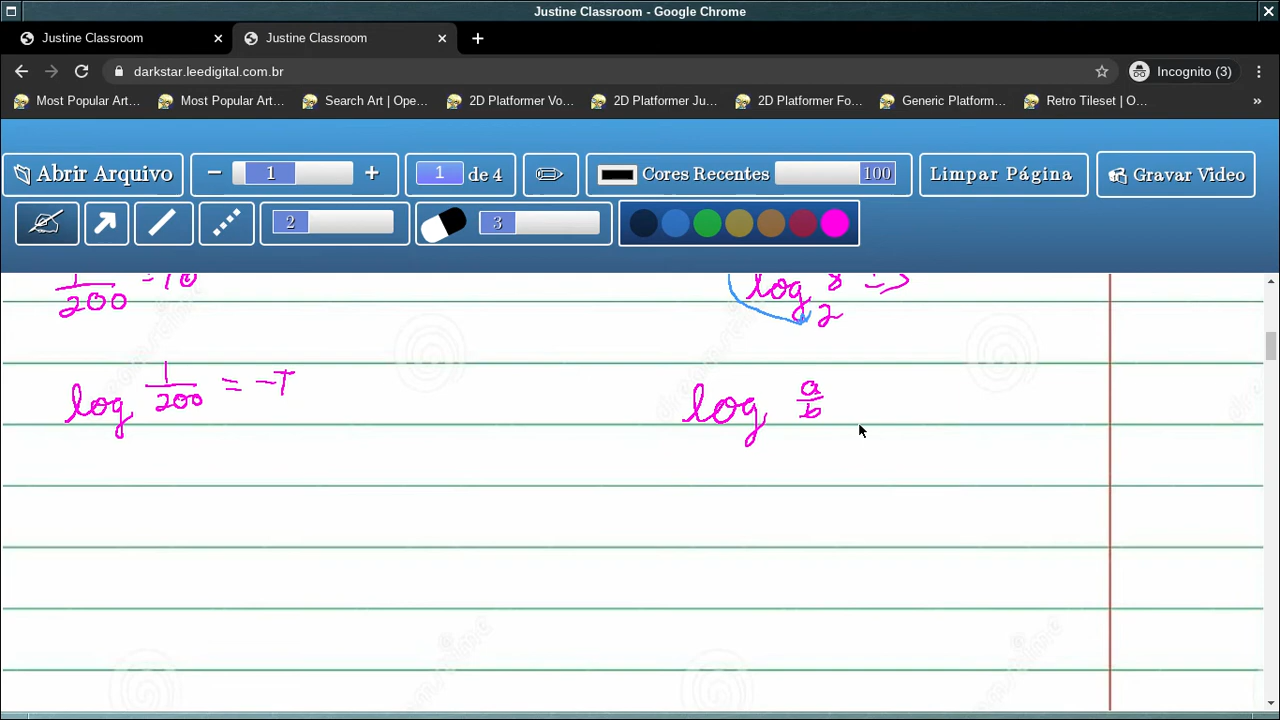 Justine Classroom - Google Chrome
Justine Classroom
Justine Classroom
darkstar.leedigital.com.br
Incognito (3)
Most Popular Art...
Most Popular Art...
Search Art | Ope...
2D Platformer Vo...
2D Platformer Ju...
2D Platformer Fo...
Generic Platform...
Retro Tileset | O...
Abrir Arquivo
1
1 de 4
Cores Recentes
100
Limpar Página
Gravar Video
2
3
200
log 8 = 3
2
log 1/200 = -T
log a/b